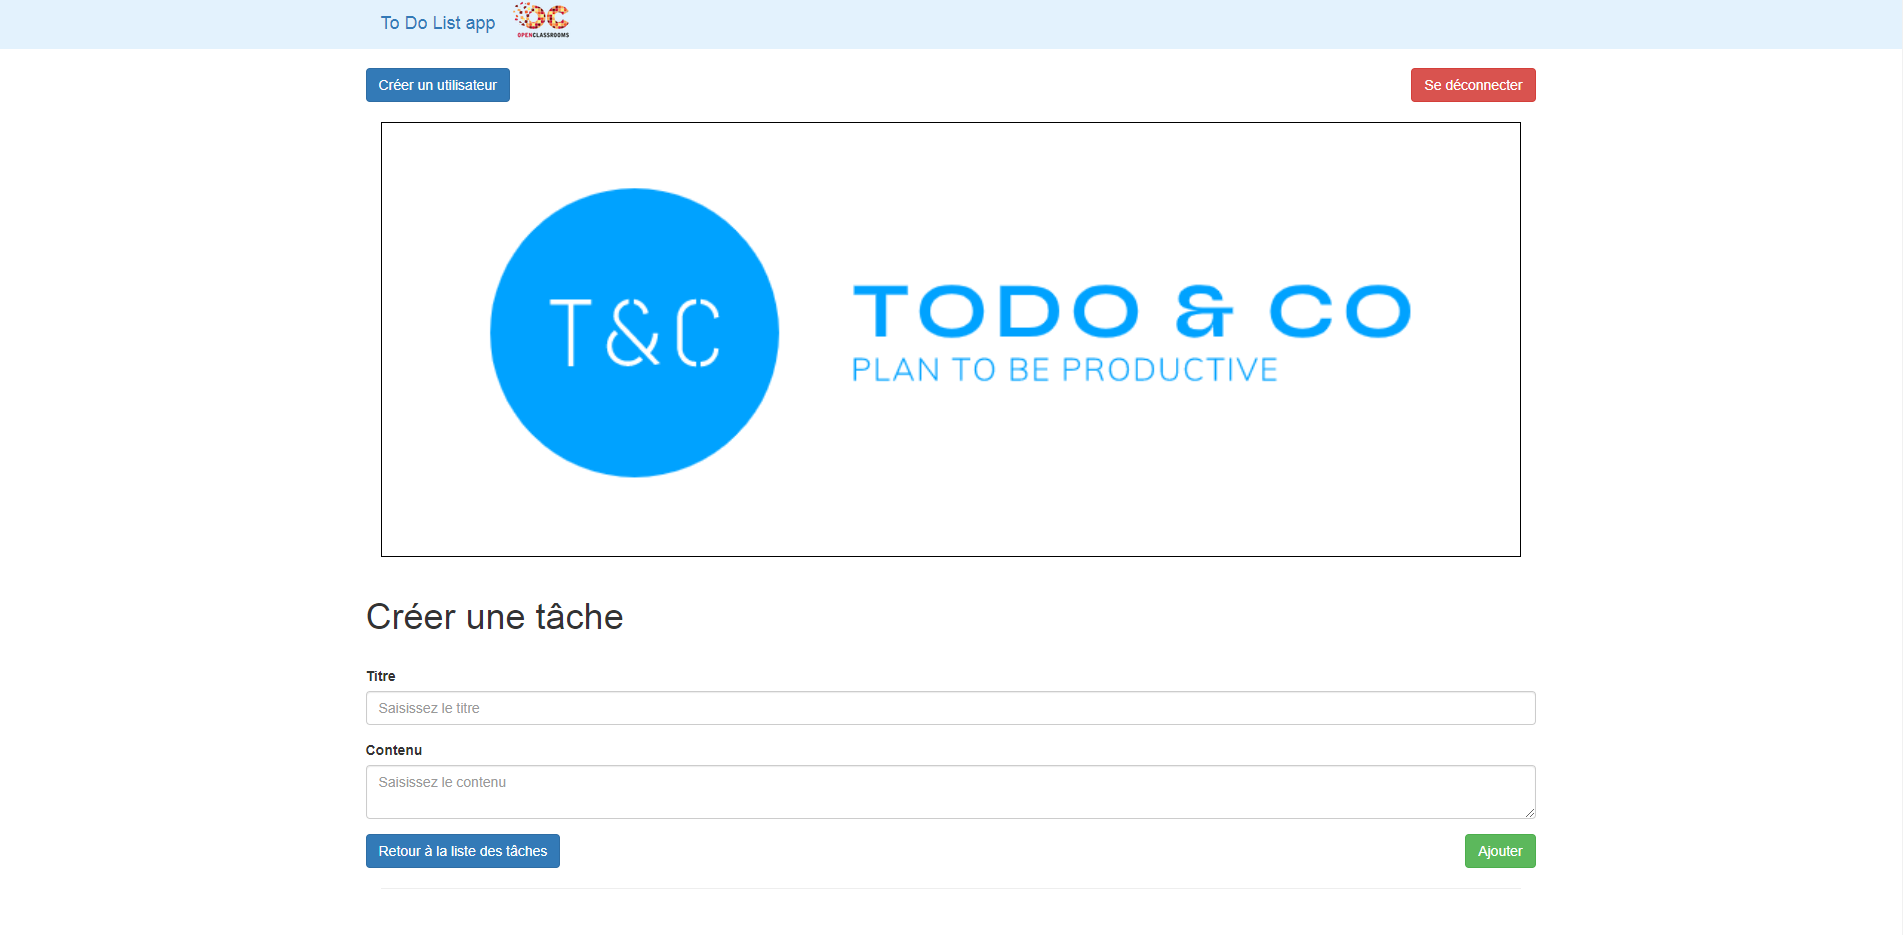 To Do List app
OC
OPENCLASSROOMS
Créer un utilisateur
Se déconnecter
T&C
TODO & CO
PLAN TO BE PRODUCTIVE
Créer une tâche
Titre
Saisissez le titre
Contenu
Saisissez le contenu
Retour à la liste des tâches
Ajouter